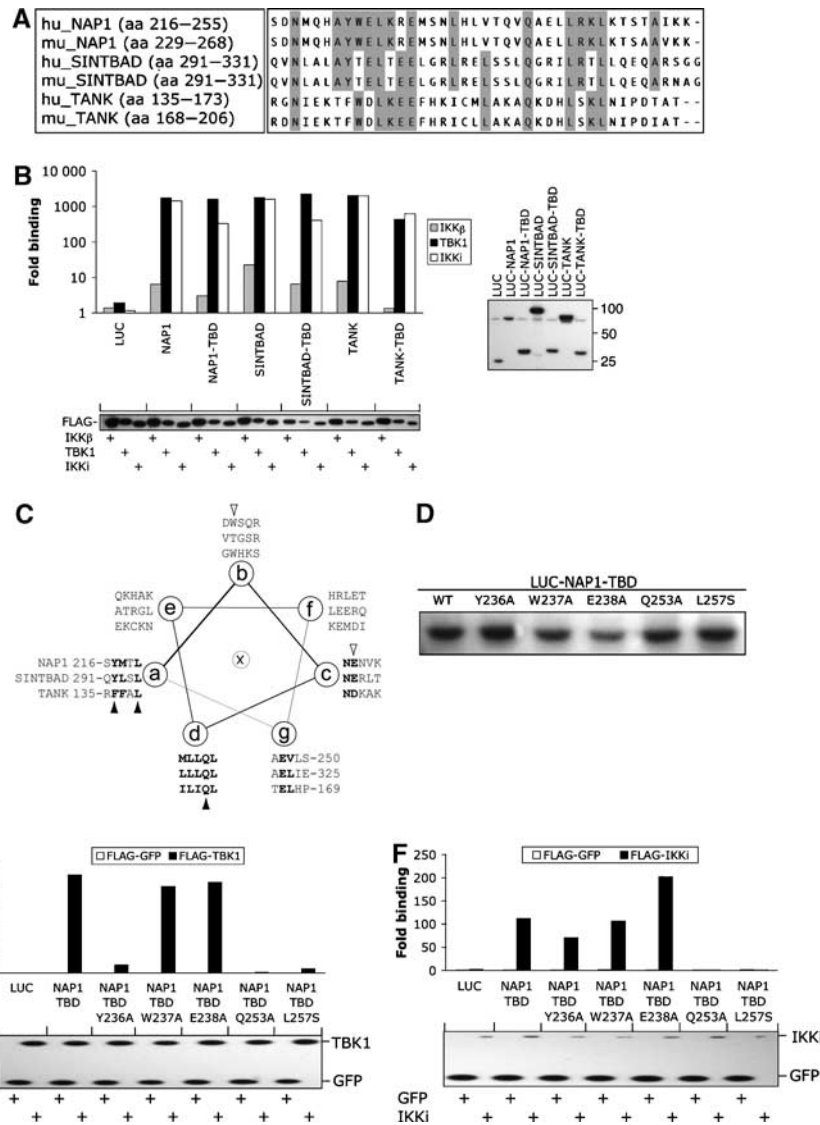 A
hu_NAP1 (aa 216–255) SDNMQHAYWELKREMSNLHLVTQVQAELLRKLKTSTAIKK-
mu_NAP1 (aa 229–268) SDNMQHAYWELKREMSNLHLVTQVQAELLRKLKTSAAVKK-
hu_SINTBAD (aa 291–331) QVNLALAYTELTEELGRLRELSSLQGRILRTLLQEQARSGG
mu_SINTBAD (aa 291–331) QVNLALAYTELTEELGRLRELSSLQGRILRTLLQEQARNAG
hu_TANK (aa 135–173) RGNIEKTFWDLKEEFHKICMLAKAQKDHLSKLNIPDTAT--
mu_TANK (aa 168–206) RDNIEKTFWDLKEEFHRICLLAKAQKDHLSKLNIPDIAT--
B
Fold binding
10 000
1000
100
10
1
IKKβ
TBK1
IKKi
LUC NAP1 NAP1-TBD SINTBAD SINTBAD-TBD TANK TANK-TBD
FLAG-
IKKβ + + + + + + +
TBK1 + + + + + + +
IKKi + + + + + + +
LUC LUC-NAP1 LUC-NAP1-TBD LUC-SINTBAD LUC-SINTBAD-TBD LUC-TANK LUC-TANK-TBD
100
50
25
C
DWSQR
VTGSR
GWHKS
b
QKHAK
ATRGL
EKCKN
e
f
HRLET
LEERQ
KEMDI
x
NAP1 216-SYMTL
SINTBAD 291-QYLSL
TANK 135-RFFAL
a
c
NENVK
NERLT
NDKAK
d
g
MLLQL
LLLQL
ILIQL
AEVLS-250
AELIE-325
TELHP-169
D
LUC-NAP1-TBD
WT Y236A W237A E238A Q253A L257S
FLAG-GFP FLAG-TBK1
LUC NAP1 TBD NAP1 TBD Y236A NAP1 TBD W237A NAP1 TBD E238A NAP1 TBD Q253A NAP1 TBD L257S
TBK1
GFP
+ + + + + + +
+ + + + + + +
F
Fold binding
250
200
150
100
50
0
FLAG-GFP FLAG-IKKi
LUC NAP1 TBD NAP1 TBD Y236A NAP1 TBD W237A NAP1 TBD E238A NAP1 TBD Q253A NAP1 TBD L257S
IKKi
GFP
GFP + + + + + + +
IKKi + + + + + + +